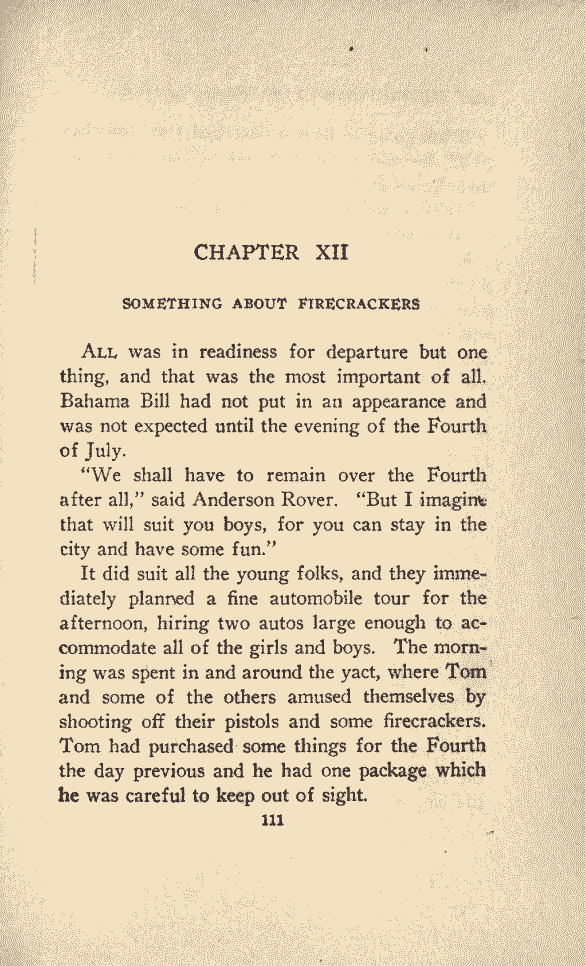 CHAPTER XII
SOMETHING ABOUT FIRECRACKERS
ALL was in readiness for departure but one
thing, and that was the most important of all.
Bahama Bill had not put in an appearance and
was not expected until the evening of the Fourth
of July.
“We shall have to remain over the Fourth
after all,” said Anderson Rover. “But I imagine
that will suit you boys, for you can stay in the
city and have some fun.”
It did suit all the young folks, and they imme-
diately planned a fine automobile tour for the
afternoon, hiring two autos large enough to ac-
commodate all of the girls and boys. The morn-
ing was spent in and around the yact, where Tom
and some of the others amused themselves by
shooting off their pistols and some firecrackers.
Tom had purchased some things for the Fourth
the day previous and he had one package which
he was careful to keep out of sight.
111